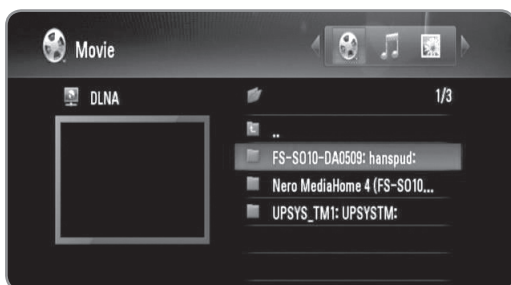 Movie
DLNA
1/3
..
FS-SO10-DA0509: hanspud:
Nero MediaHome 4 (FS-SO10...
UPSYS_TM1: UPSYSTM: